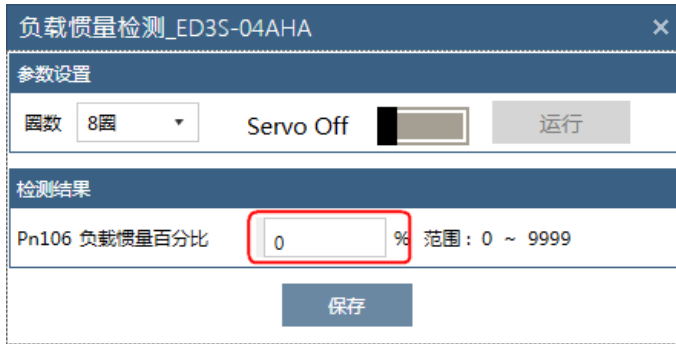 负载惯量检测_ED3S-04AHA ×
参数设置
圈数 8圈 Servo Off 运行
检测结果
Pn106 负载惯量百分比 0 % 范围：0 ~ 9999
保存